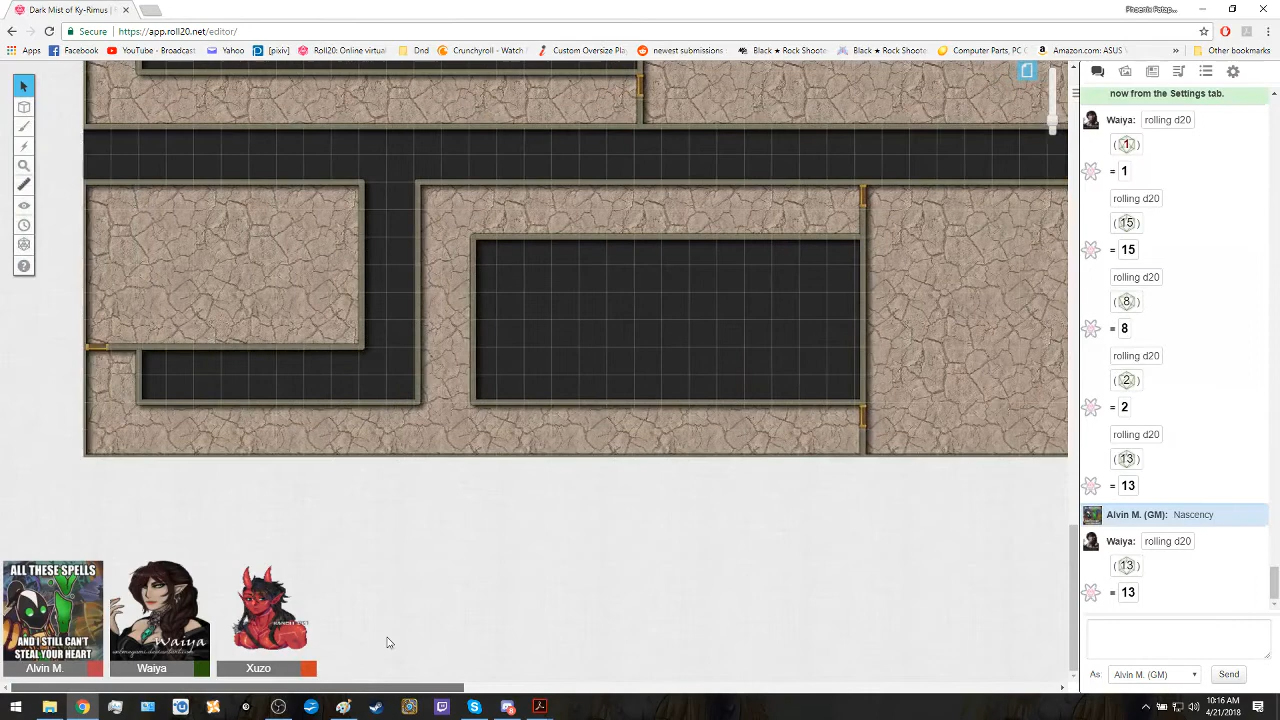 Dark Mist of Ky-Rimus |
Phoenix Fatap...
Secure
https://app.roll20.net/editor/
Apps
Facebook
YouTube - Broadcast
Yahoo
[pixiv]
Roll20: Online virtual
Dnd
Crunchyroll - Watch
Custom Oversize Play
newest submissions
Black ★ Rock Shoot
Black ★ Rock Shoot
Computer Parts, PC C
Amazon.com: ASUS
Other bookmarks
now from the Settings tab.
Waiya: rolling d20
(1)
= 1
rolling d20
(15)
= 15
rolling d20
(8)
= 8
rolling d20
(2)
= 2
rolling d20
(13)
= 13
Alvin M. (GM): Nascency
Waiya: rolling d20
(13)
= 13
ALL THESE SPELLS
AND I STILL CAN'T
STEAL YOUR HEART
Alvin M.
Waiya
Waiya
Xuzo
As:
Alvin M. (GM)
Send
10:16 AM
4/21/2018